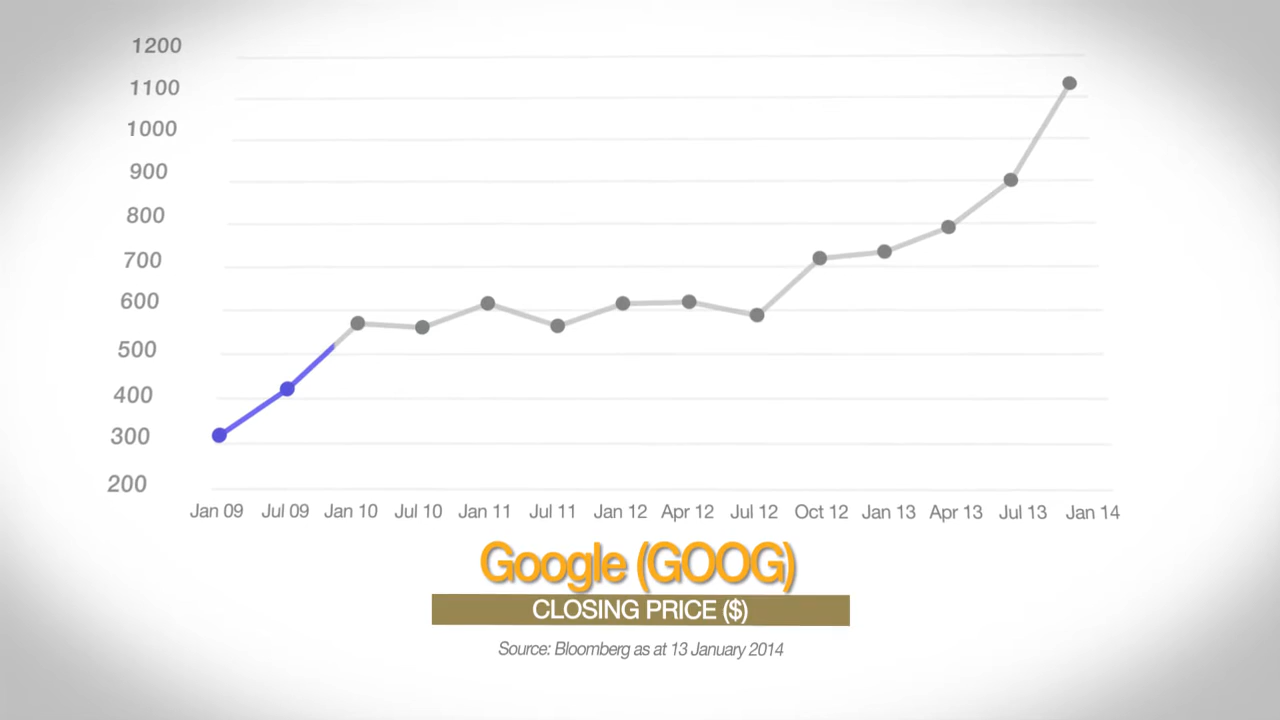 1200
1100
1000
900
800
700
600
500
400
300
200
Jan 09 Jul 09 Jan 10 Jul 10 Jan 11 Jul 11 Jan 12 Apr 12 Jul 12 Oct 12 Jan 13 Apr 13 Jul 13 Jan 14
Google (GOOG)
CLOSING PRICE ($)
Source: Bloomberg as at 13 January 2014